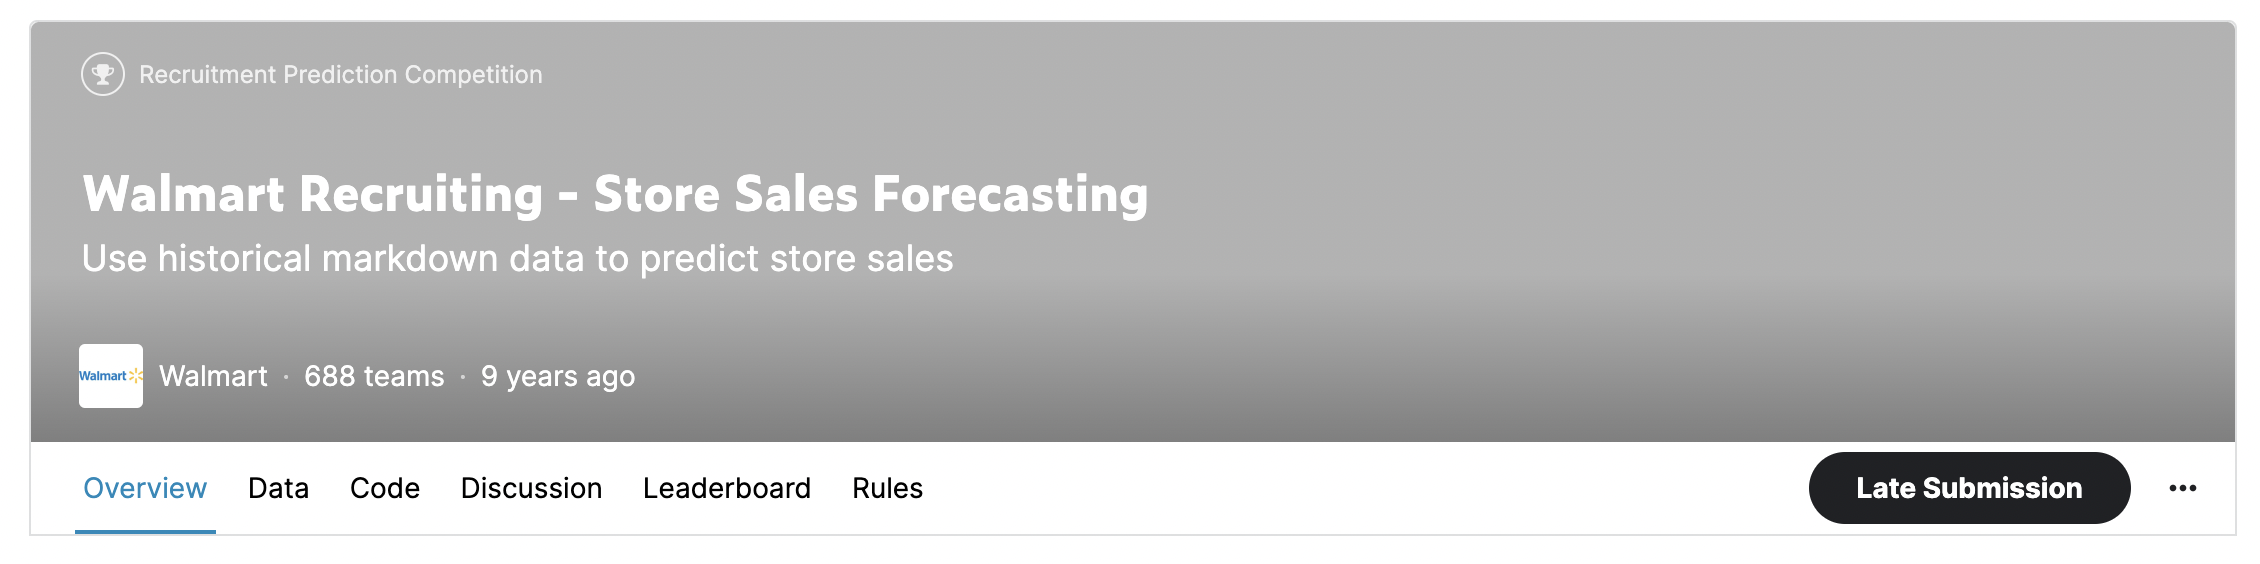 Recruitment Prediction Competition
Walmart Recruiting - Store Sales Forecasting
Use historical markdown data to predict store sales
Walmart Walmart · 688 teams · 9 years ago
Overview Data Code Discussion Leaderboard Rules Late Submission